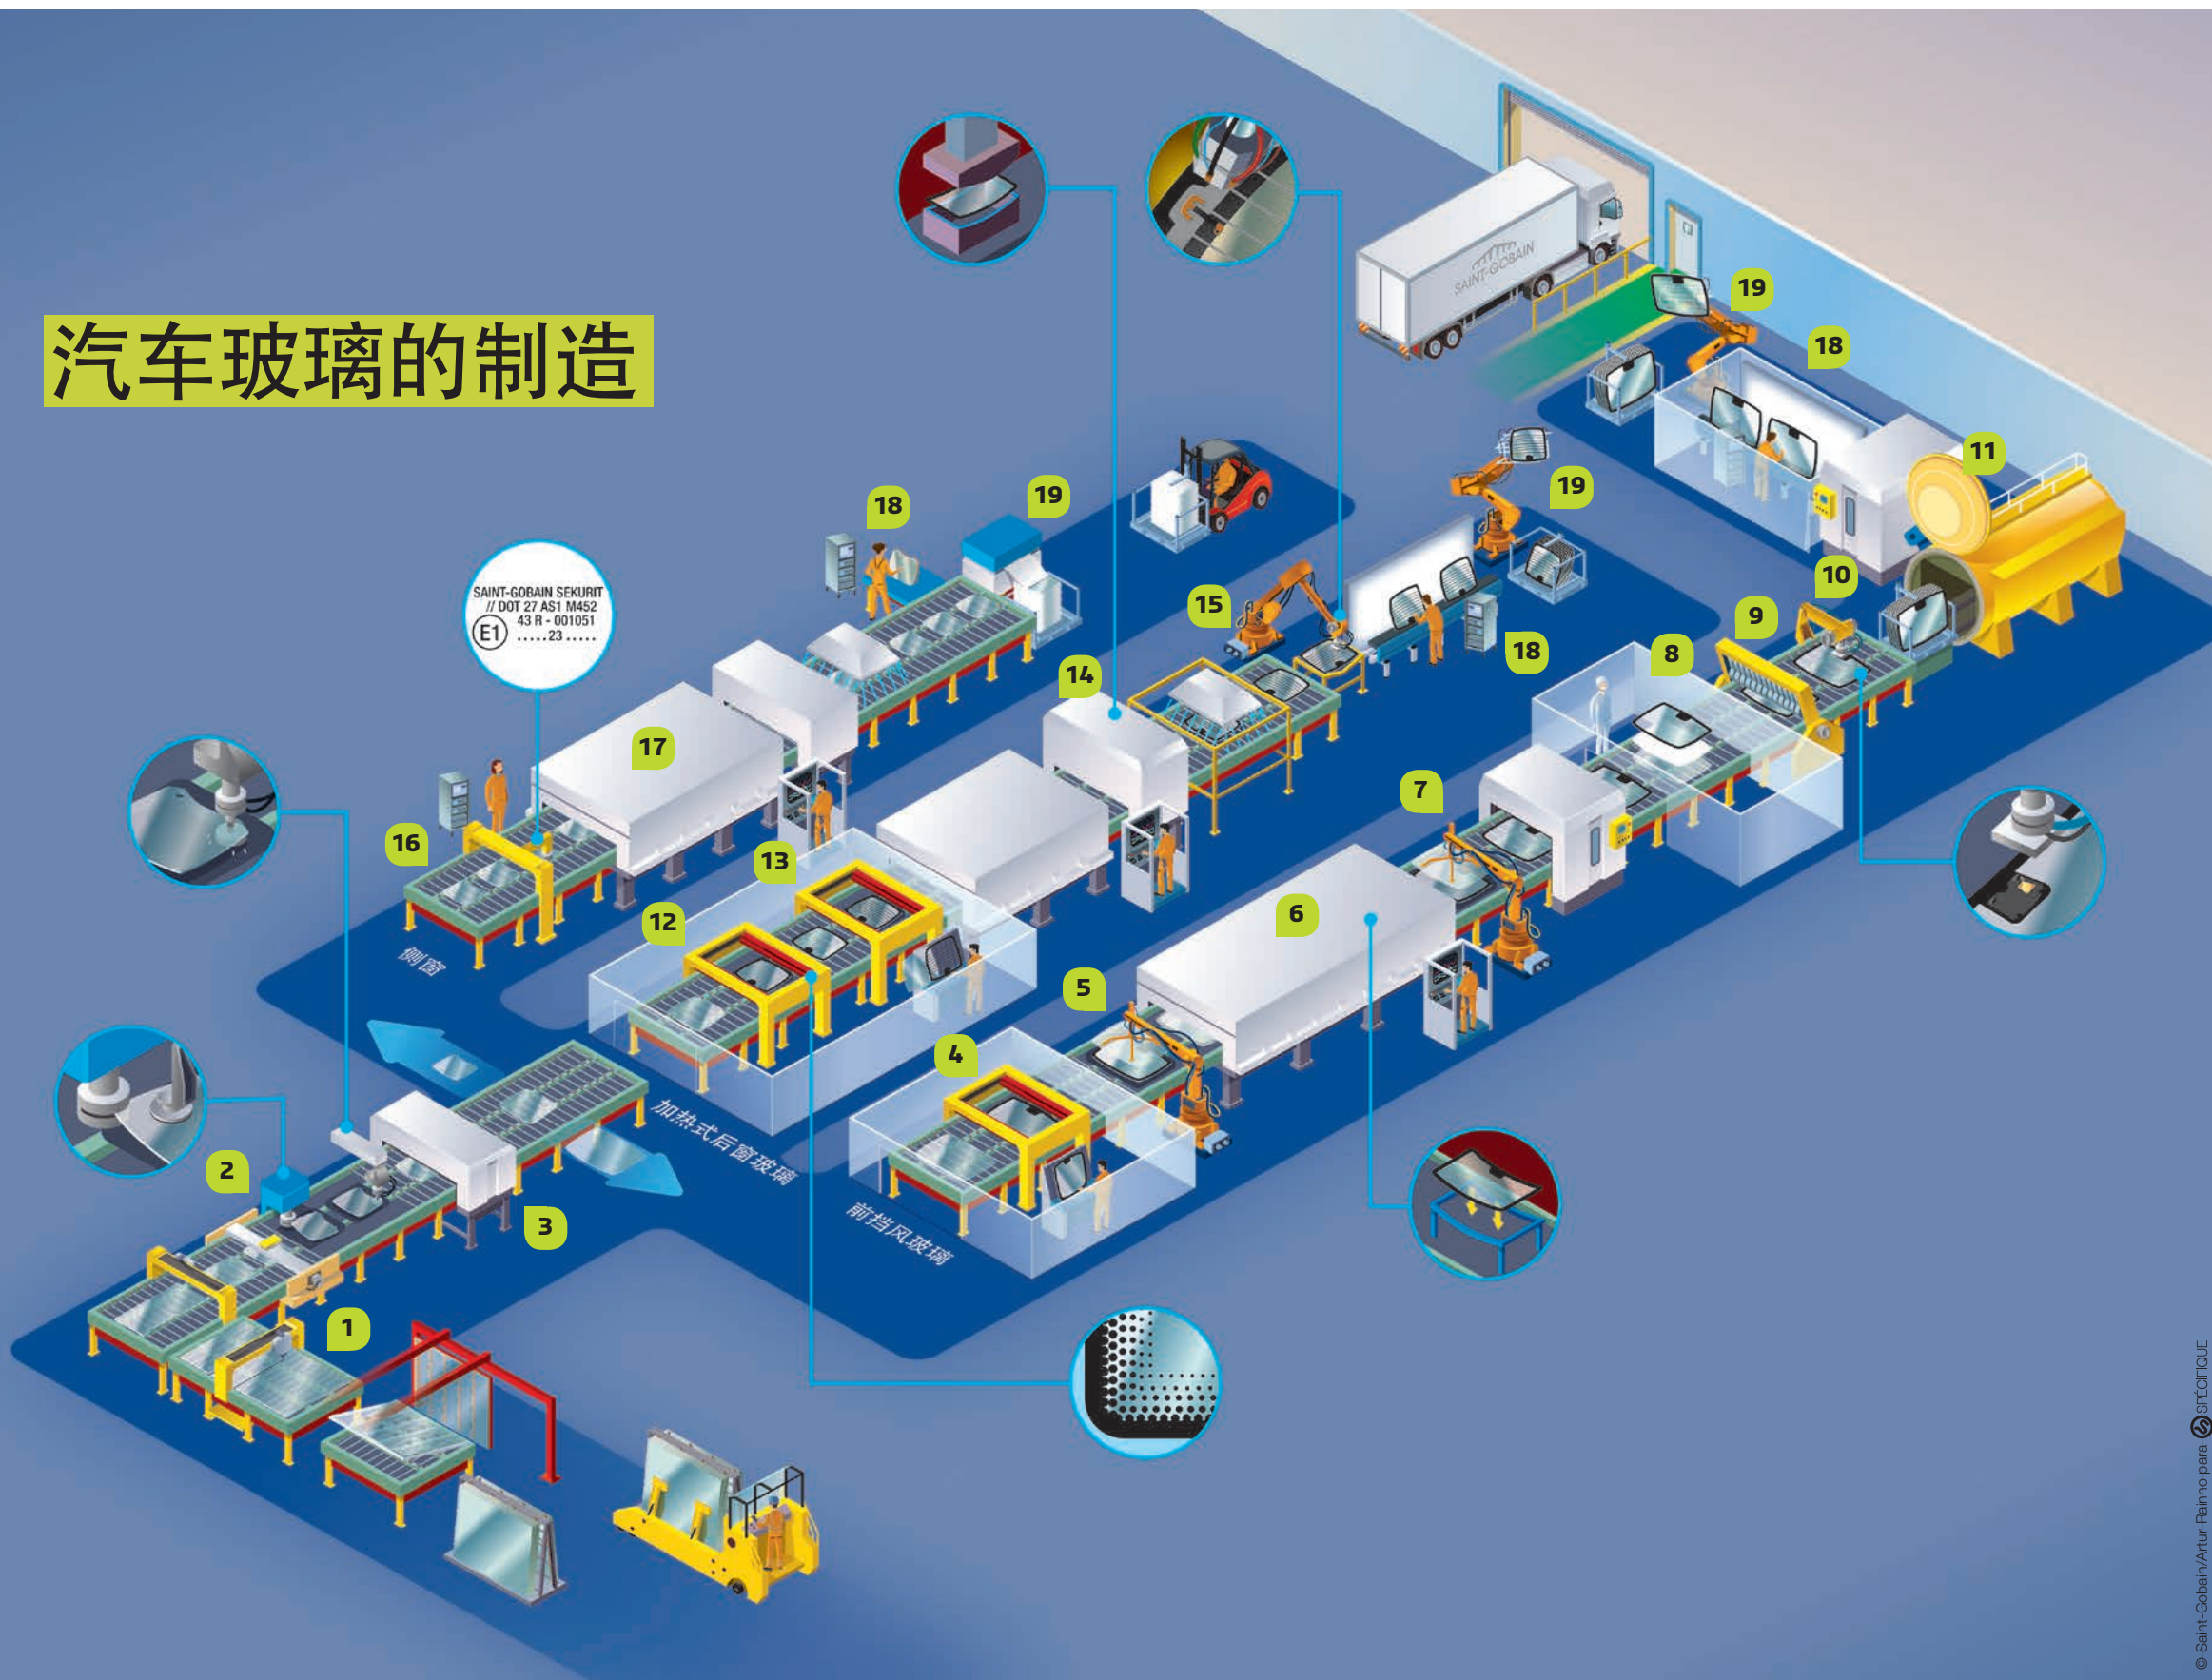 汽车玻璃的制造
SAINT-GOBAIN
19
18
11
19
18
19
SAINT-GOBAIN SEKURIT
// DOT 27 AS1 M452
43 R - 001051
E1
.....23.....
15
10
9
18
8
14
17
7
16
13
12
6
侧窗
5
4
加热式后窗玻璃
前挡风玻璃
2
3
1
© Saint-Gobain/Artur Rainho para SPÉCIFIQUE